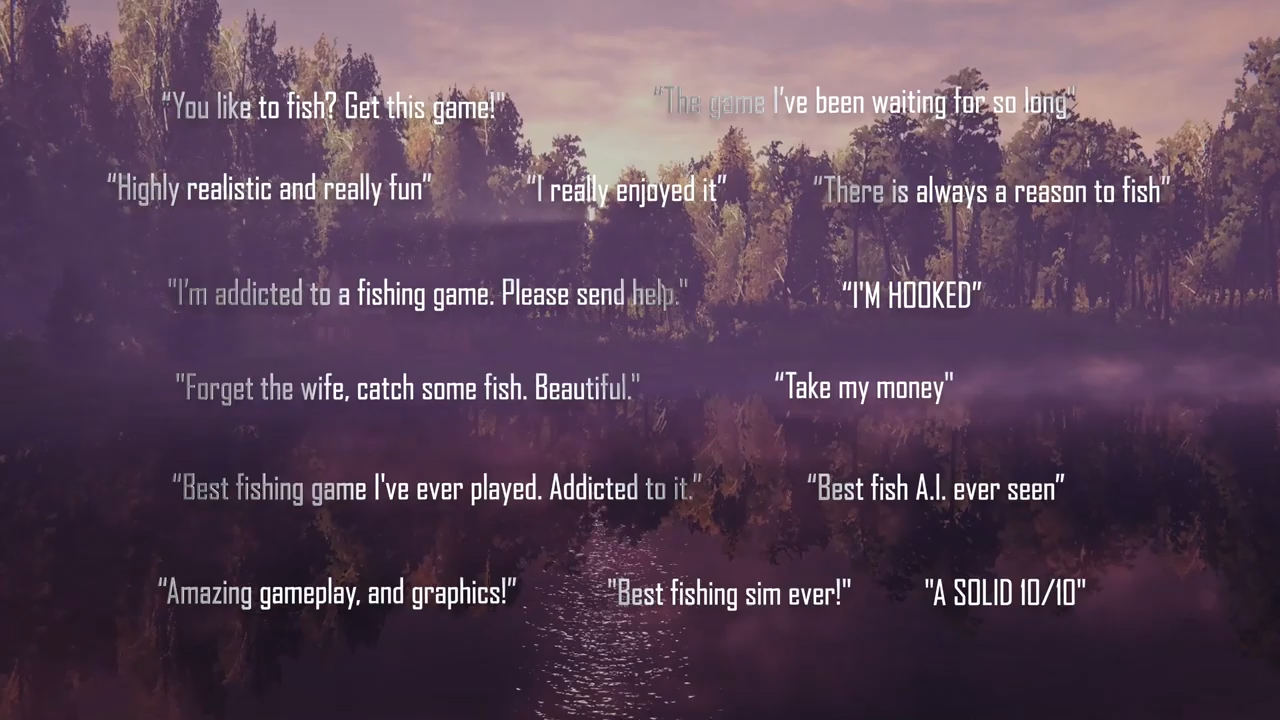 “You like to fish? Get this game!"
“The game I’ve been waiting for so long”
“Highly realistic and really fun”
“I really enjoyed it”
“There is always a reason to fish”
"I’m addicted to a fishing game. Please send help."
“I'M HOOKED”
"Forget the wife, catch some fish. Beautiful."
“Take my money"
“Best fishing game I've ever played. Addicted to it.”
“Best fish A.I. ever seen”
“Amazing gameplay, and graphics!”
"Best fishing sim ever!"
"A SOLID 10/10"